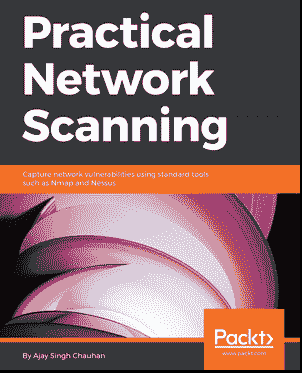 Practical
Network
Scanning
Capture network vulnerabilities using standard tools
such as Nmap and Nessus
Packt>
www.packt.com
By Ajay Singh Chauhan